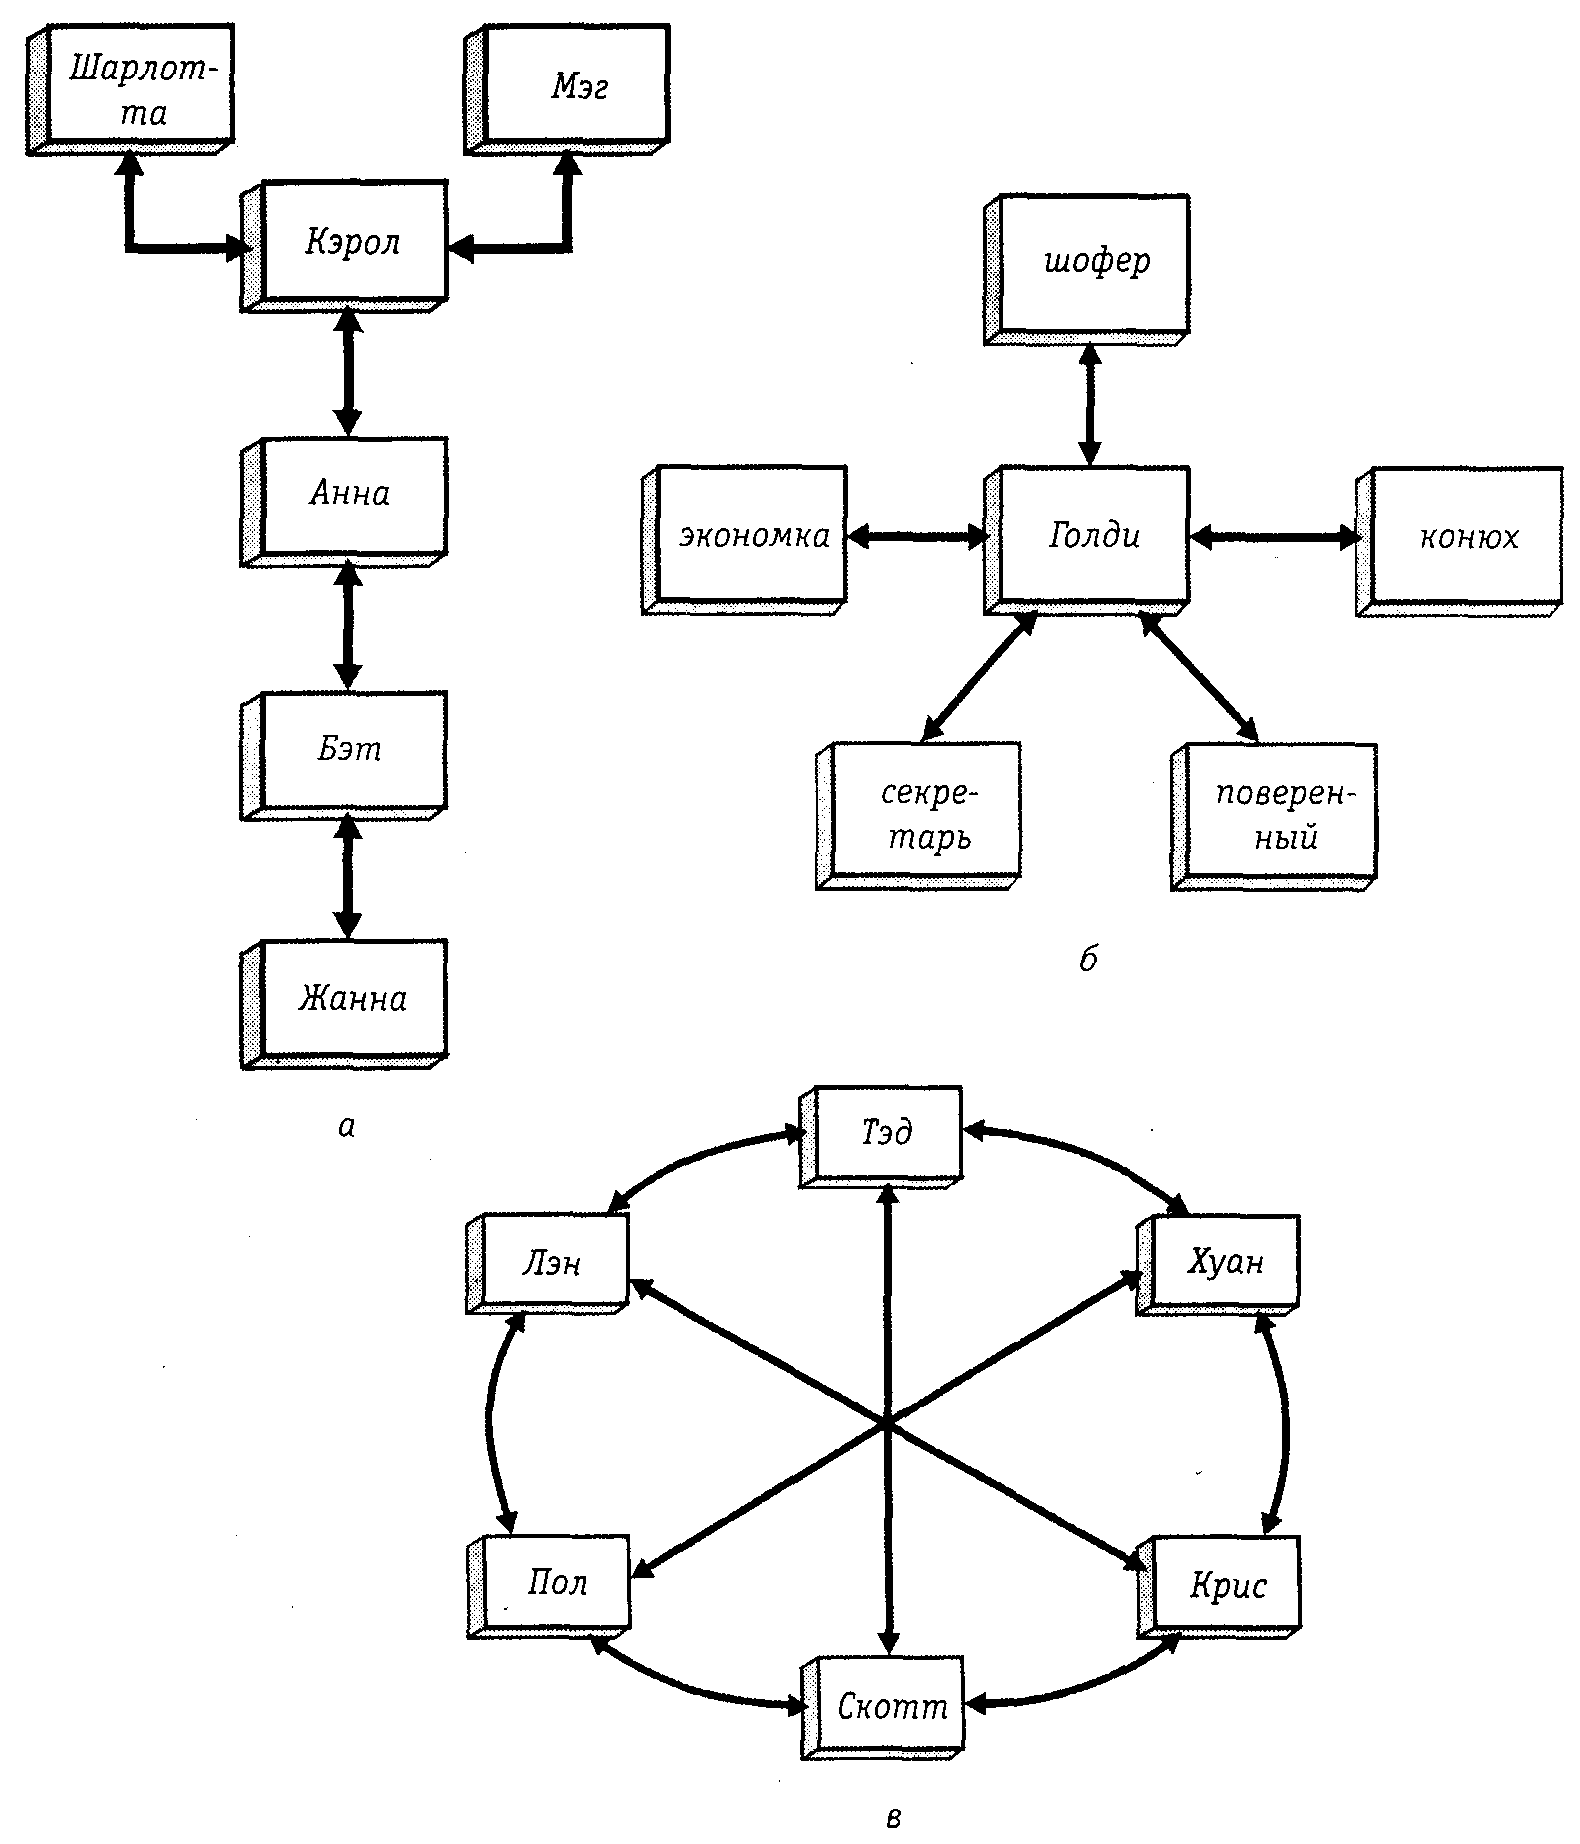 Шарлот-
та
Мэг
Кэрол
Анна
Бэт
Жанна
а
шофер
экономка
Голди
конюх
секре-
тарь
поверен-
ный
б
Тэд
Лэн
Хуан
Пол
Крис
Скотт
в